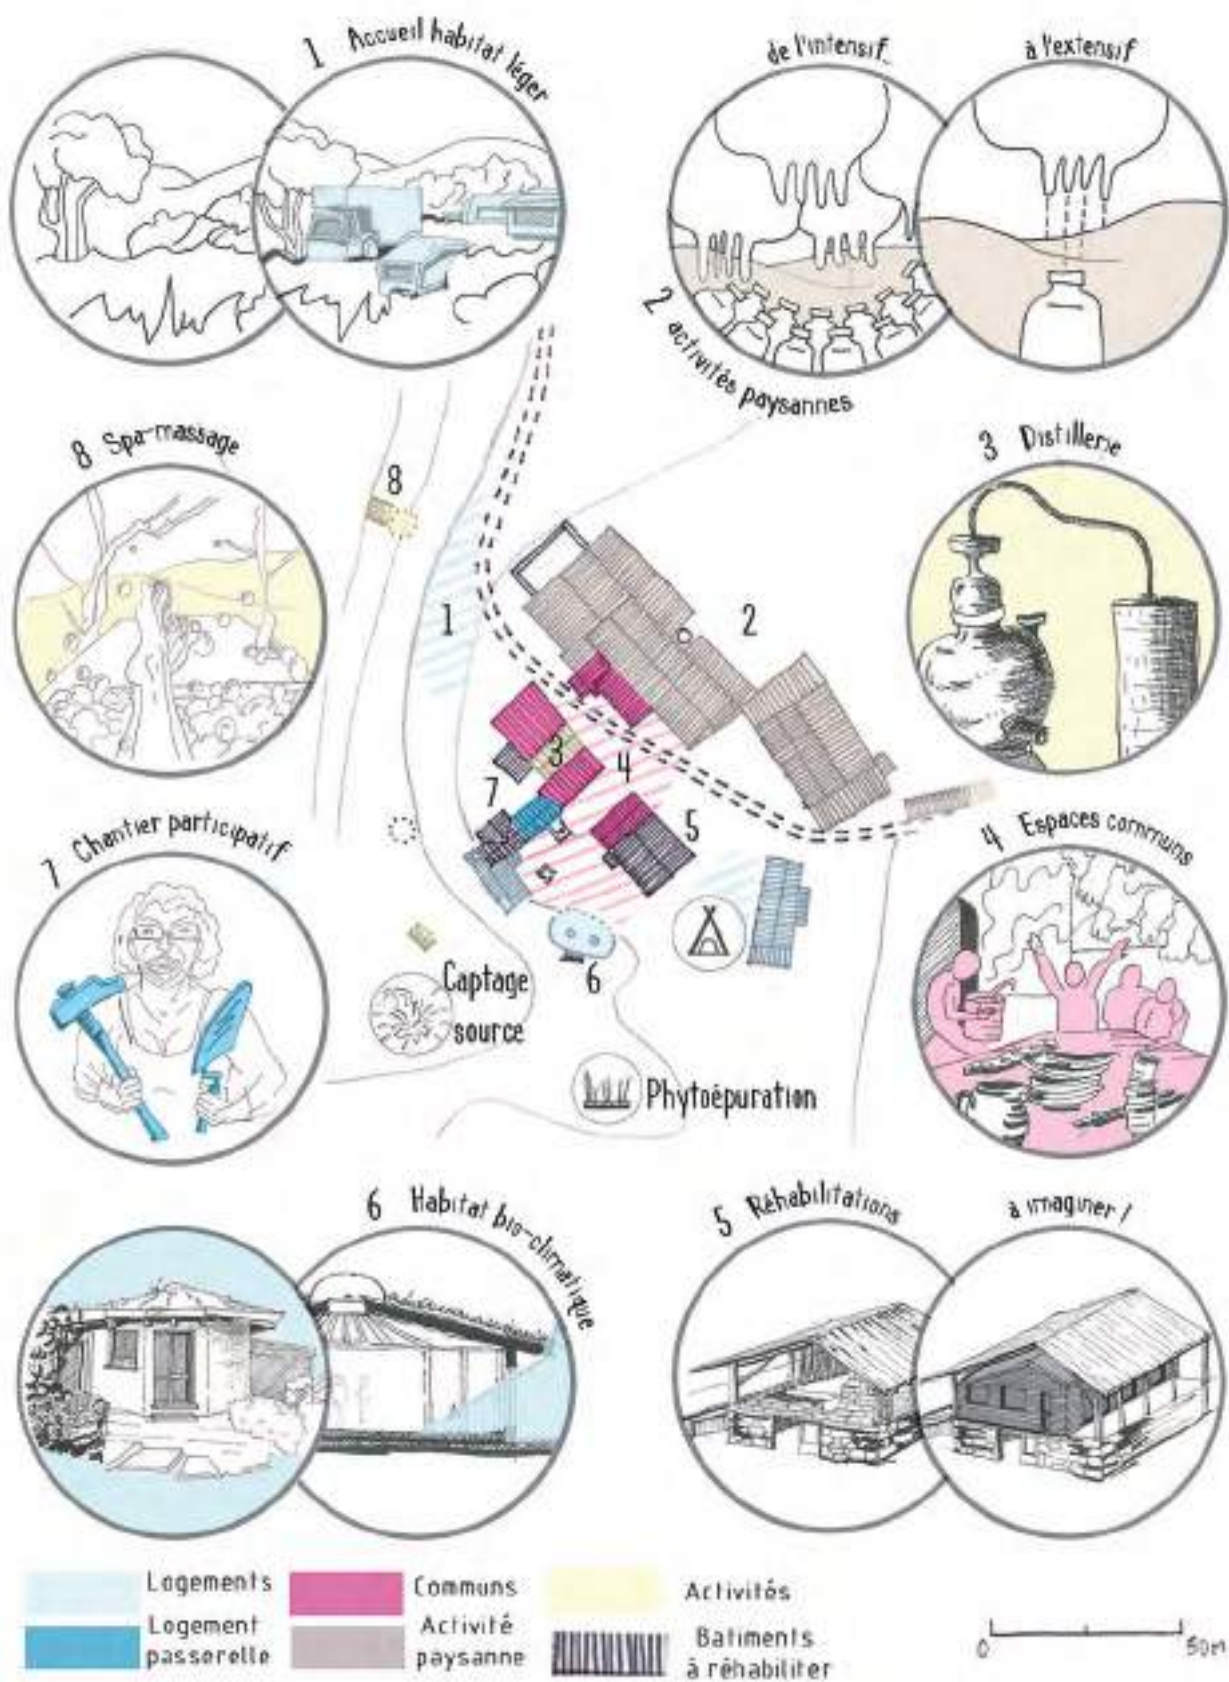 1 Accueil habitat léger
de l'intensif..
à l'extensif
2 activités paysannes
8 Spa-massage
3 Distillerie
8
1
2
3
4
7
5
7 Chantier participatif
4 Espaces communs
Captage
source
6
Phytoépuration
6 Habitat bio-climatique
5 Réhabilitations
à imaginer !
Logements
Communs
Activités
Logement
passerelle
Activité
paysanne
Batiments
à réhabiliter
0
50m